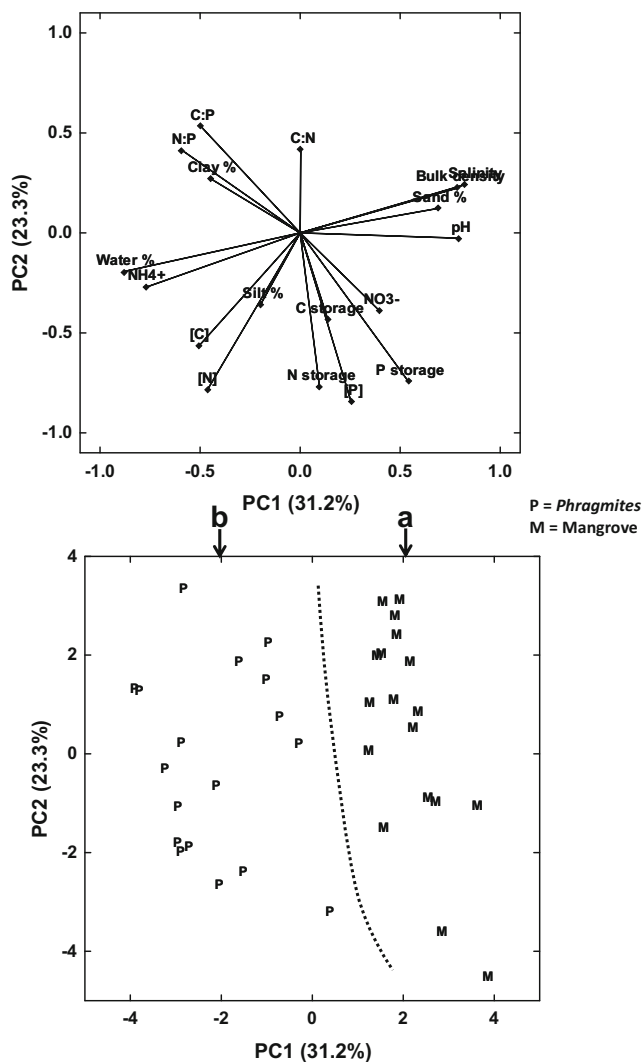 1.0
C:P
0.5
N:P
C:N
Clay %
Salinity
Bulk density
Sand %
PC2 (23.3%)
0.0
pH
Water %
NH4+
Silt %
NO3-
C storage
-0.5
[C]
P storage
N storage
[N]
[P]
-1.0
-1.0 -0.5 0.0 0.5 1.0
PC1 (31.2%)
P = Phragmites
M = Mangrove
b a
4
P M M
M
2 P M
P M M M
P P P M M M
P M
P P M
PC2 (23.3%)
0 M
P
P
P M M M
P
-2 P P P M
P
P
P
M
-4
M
-4 -2 0 2 4
PC1 (31.2%)